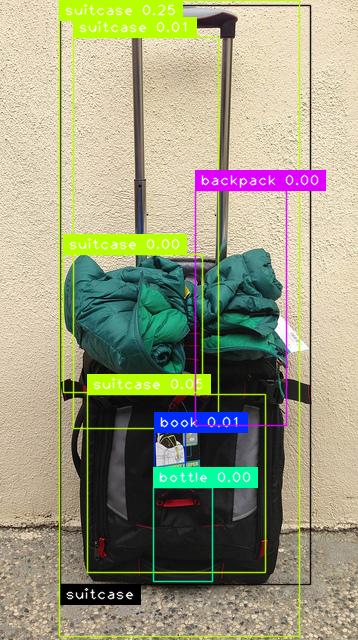 suitcase 0.25
suitcase 0.01
backpack 0.00
suitcase 0.00
suitcase 0.05
book 0.01
bottle 0.00
suitcase